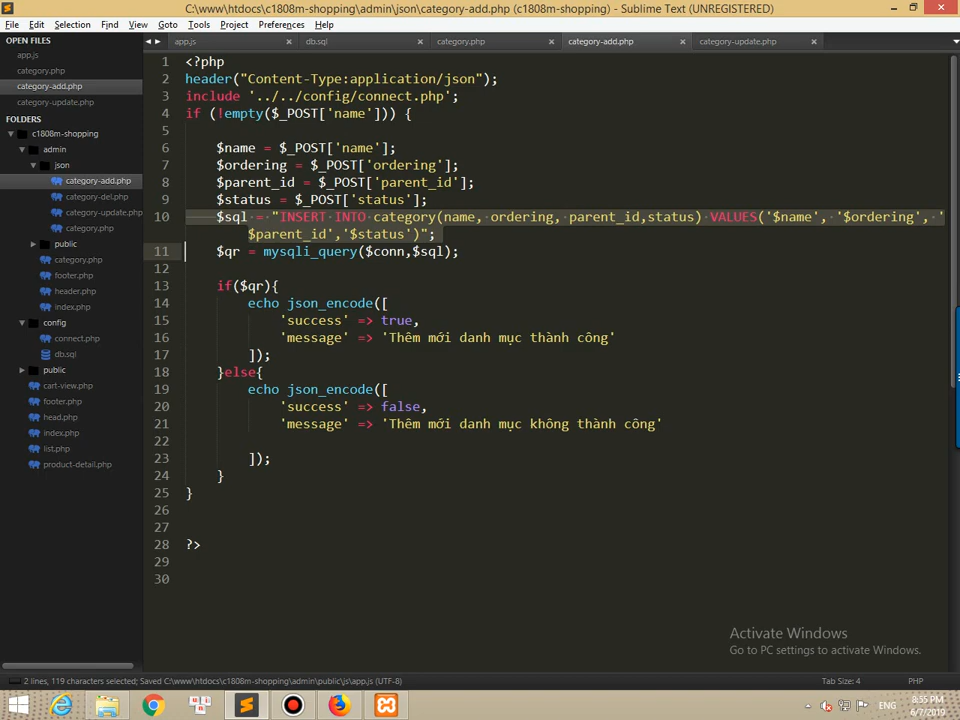 C:\www\htdocs\c1808m-shopping\admin\json\category-add.php (c1808m-shopping) - Sublime Text (UNREGISTERED)
File Edit Selection Find View Goto Tools Project Preferences Help
OPEN FILES
app.js
category.php
category-add.php
category-update.php
FOLDERS
c1808m-shopping
admin
json
category-add.php
category-del.php
category-update.php
category.php
public
category.php
footer.php
header.php
index.php
config
connect.php
db.sql
public
cart-view.php
footer.php
head.php
index.php
list.php
product-detail.php
app.js db.sql category.php category-add.php category-update.php
1 <?php
2 header("Content-Type:application/json");
3 include '../../config/connect.php';
4 if (!empty($_POST['name'])) {
5
6 $name = $_POST['name'];
7 $ordering = $_POST['ordering'];
8 $parent_id = $_POST['parent_id'];
9 $status = $_POST['status'];
10 $sql = "INSERT INTO category(name, ordering, parent_id,status) VALUES('$name', '$ordering', '
$parent_id','$status')";
11 $qr = mysqli_query($conn,$sql);
12
13 if($qr){
14 echo json_encode([
15 'success' => true,
16 'message' => 'Thêm mới danh mục thành công'
17 ]);
18 }else{
19 echo json_encode([
20 'success' => false,
21 'message' => 'Thêm mới danh mục không thành công'
22
23 ]);
24 }
25 }
26
27
28 ?>
29
30
Activate Windows
Go to PC settings to activate Windows.
2 lines, 119 characters selected; Saved C:\www\htdocs\c1808m-shopping\admin\public\js\app.js (UTF-8) Tab Size: 4 PHP
ENG 8:55 PM
6/7/2019